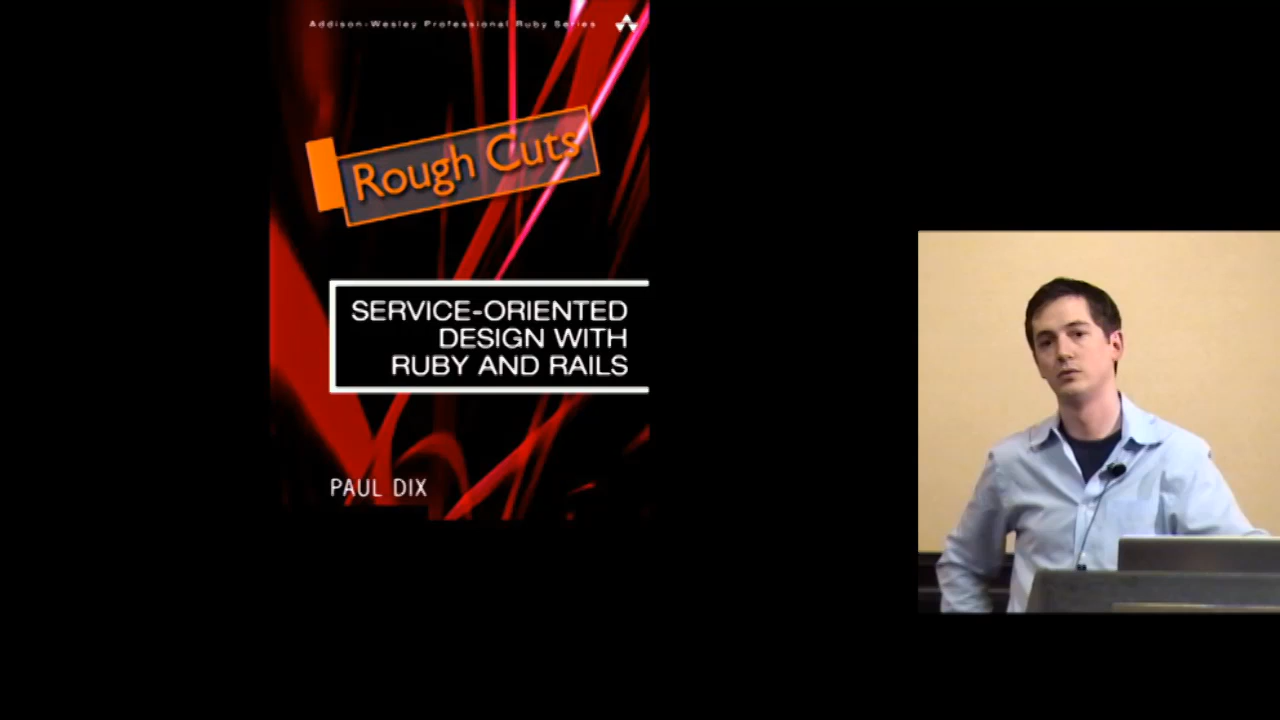 Addison-Wesley Professional Ruby Series
Rough Cuts
SERVICE-ORIENTED
DESIGN WITH
RUBY AND RAILS
PAUL DIX